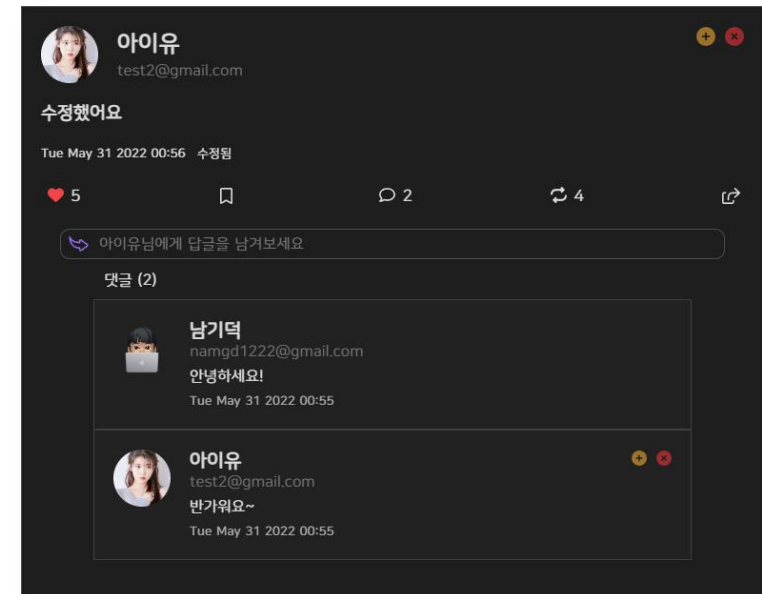 아이유
test2@gmail.com
수정했어요
Tue May 31 2022 00:56 수정됨
5 2 4
아이유님에게 답글을 남겨보세요
댓글 (2)
남기덕
namgd1222@gmail.com
안녕하세요!
Tue May 31 2022 00:55
아이유
test2@gmail.com
반가워요~
Tue May 31 2022 00:55